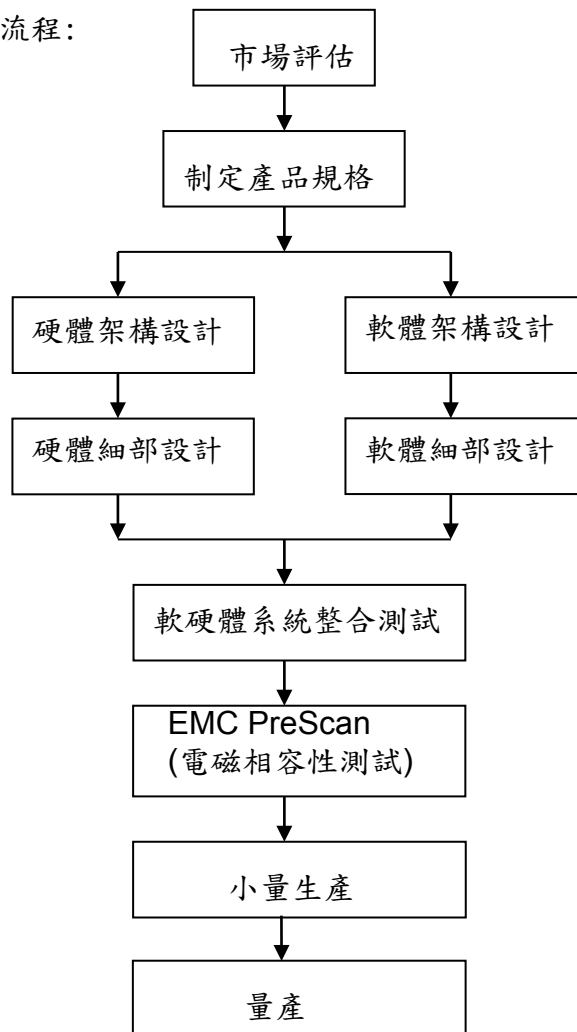 流程:
市場評估
制定產品規格
硬體架構設計
軟體架構設計
硬體細部設計
軟體細部設計
軟硬體系統整合測試
EMC PreScan
(電磁相容性測試)
小量生產
量產